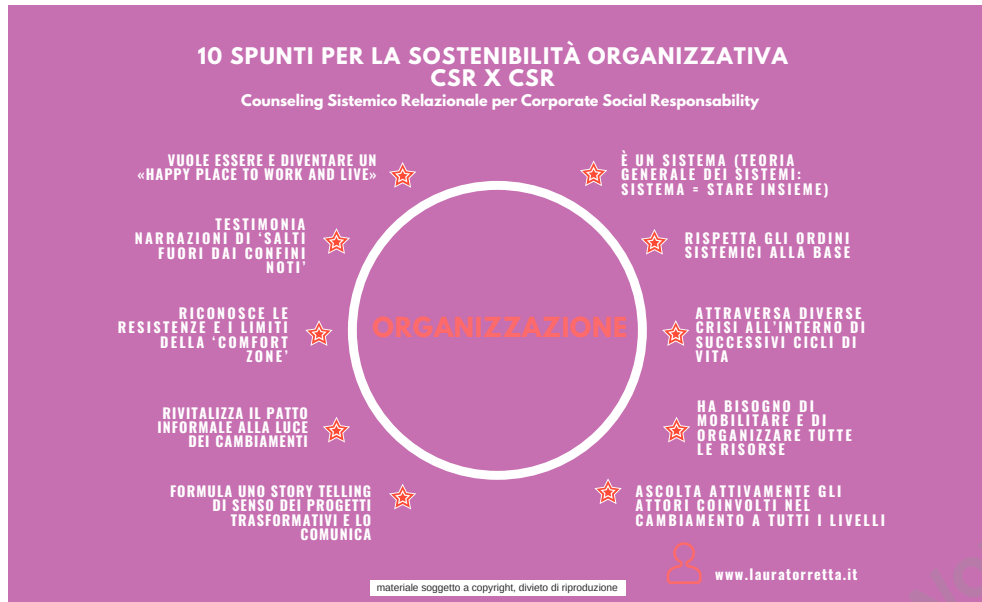 10 SPUNTI PER LA SOSTENIBILITÀ ORGANIZZATIVA
CSR X CSR
Counseling Sistemico Relazionale per Corporate Social Responsability
VUOLE ESSERE E DIVENTARE UN
«HAPPY PLACE TO WORK AND LIVE»
TESTIMONIA
NARRAZIONI DI ‘SALTI
FUORI DAI CONFINI
NOTI’
RICONOSCE LE
RESISTENZE E I LIMITI
DELLA ‘COMFORT
ZONE’
RIVITALIZZA IL PATTO
INFORMALE ALLA LUCE
DEI CAMBIAMENTI
FORMULA UNO STORY TELLING
DI SENSO DEI PROGETTI
TRASFORMATIVI E LO
COMUNICA
ORGANIZZAZIONE
È UN SISTEMA (TEORIA
GENERALE DEI SISTEMI:
SISTEMA = STARE INSIEME)
RISPETTA GLI ORDINI
SISTEMICI ALLA BASE
ATTRAVERSA DIVERSE
CRISI ALL’INTERNO DI
SUCCESSIVI CICLI DI
VITA
HA BISOGNO DI
MOBILITARE E DI
ORGANIZZARE TUTTE
LE RISORSE
ASCOLTA ATTIVAMENTE GLI
ATTORI COINVOLTI NEL
CAMBIAMENTO A TUTTI I LIVELLI
www.lauratorretta.it
materiale soggetto a copyright, divieto di riproduzione